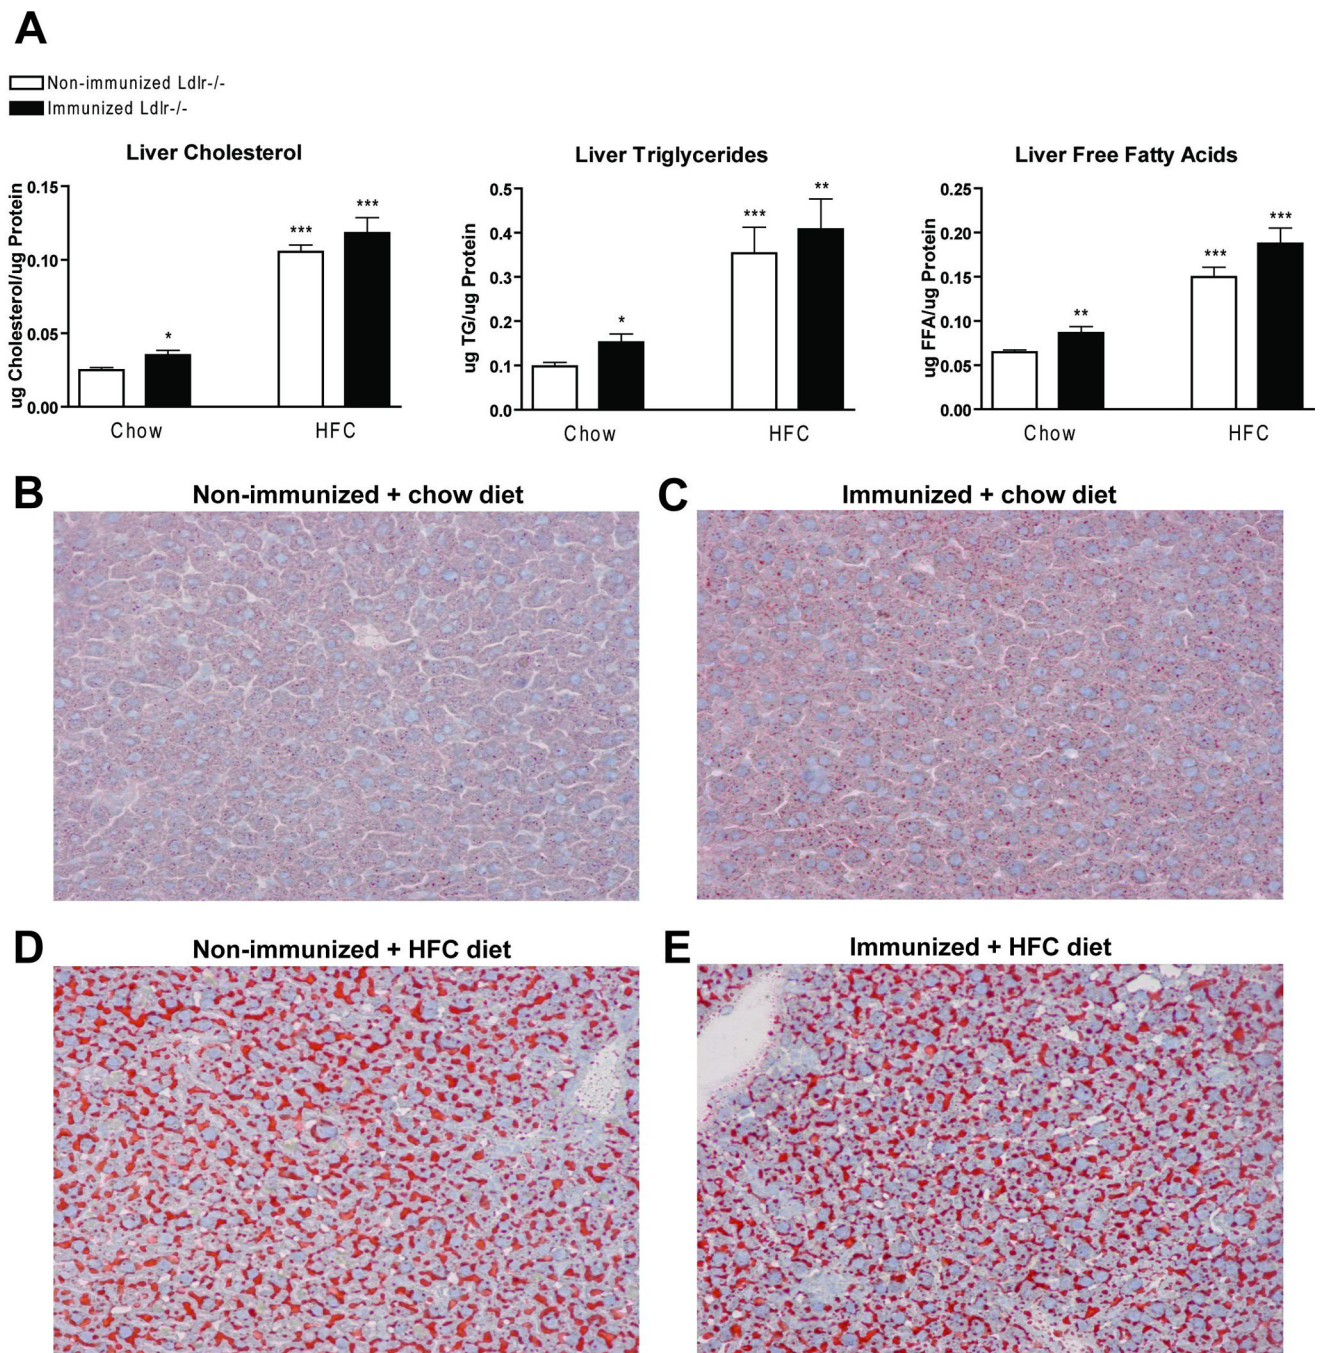 A
Non-immunized Ldlr-/-
Immunized Ldlr-/-
Liver Cholesterol
ug Cholesterol/ug Protein
0.15
0.10
0.05
0.00
*
***
***
Chow
HFC
Liver Triglycerides
ug TG/ug Protein
0.5
0.4
0.3
0.2
0.1
0.0
*
***
**
Chow
HFC
Liver Free Fatty Acids
ug FFA/ug Protein
0.25
0.20
0.15
0.10
0.05
0.00
**
***
***
Chow
HFC
B
Non-immunized + chow diet
C
Immunized + chow diet
D
Non-immunized + HFC diet
E
Immunized + HFC diet